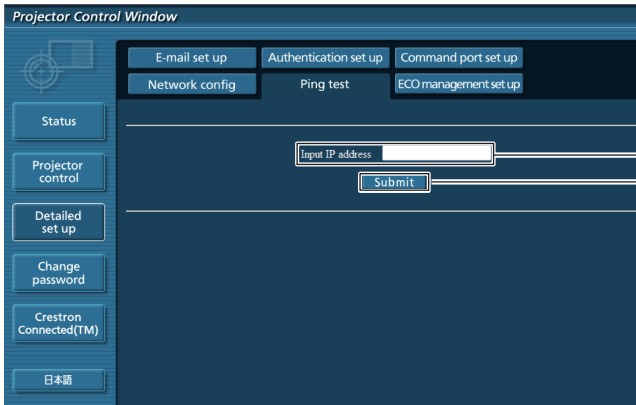 Projector Control Window
E-mail set up
Authentication set up
Command port set up
Network config
Ping test
ECO management set up
Status
Projector
control
Detailed
set up
Change
password
Crestron
Connected(TM)
日本語
Input IP address
Submit